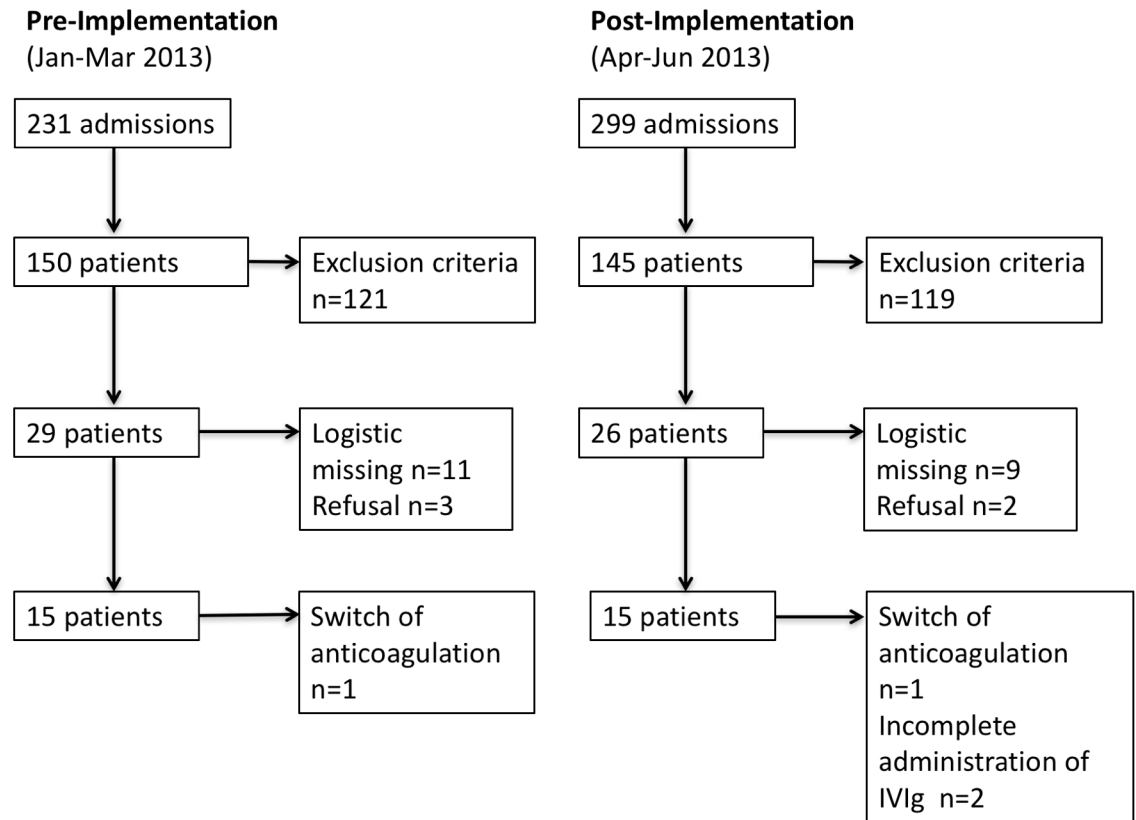 Pre-Implementation
(Jan-Mar 2013)
231 admissions
150 patients
Exclusion criteria
n=121
29 patients
Logistic
missing n=11
Refusal n=3
15 patients
Switch of
anticoagulation
n=1
Post-Implementation
(Apr-Jun 2013)
299 admissions
145 patients
Exclusion criteria
n=119
26 patients
Logistic
missing n=9
Refusal n=2
15 patients
Switch of
anticoagulation
n=1
Incomplete
administration of
IVIg n=2